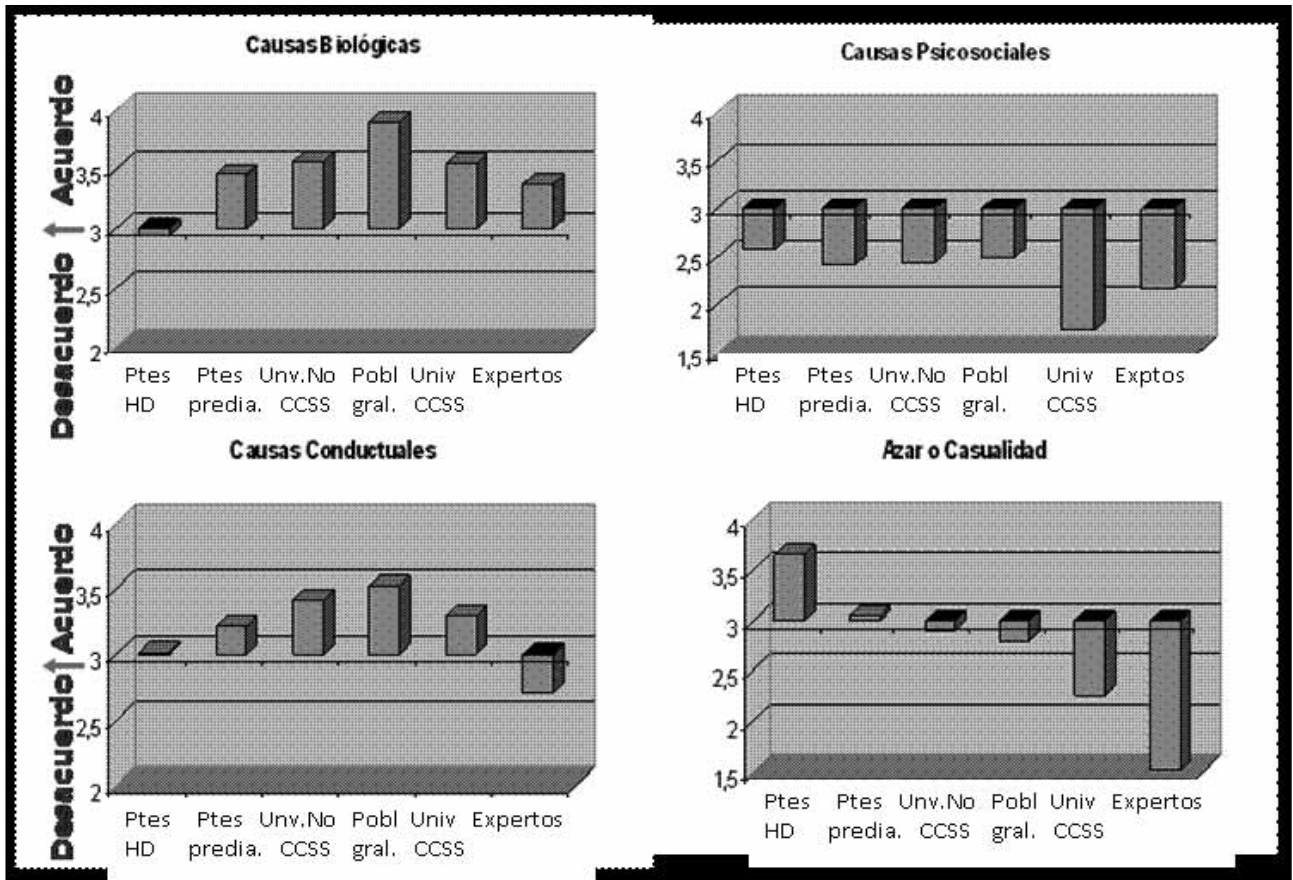 Causas Biológicas
Acuerdo
Desacuerdo
4
3,5
3
2,5
2
Ptes Ptes Unv.No Pobl Univ Expertos
HD predia. CCSS gral. CCSS
Causas Psicosociales
4
3,5
3
2,5
2
1,5
Ptes Ptes Unv.No Pobl Univ Exptos
HD predia. CCSS gral. CCSS
Causas Conductuales
Acuerdo
Desacuerdo
4
3,5
3
2,5
2
Ptes Ptes Unv.No Pobl Univ Expertos
HD predia. CCSS gral. CCSS
Azar o Casualidad
4
3,5
3
2,5
2
1,5
Ptes Ptes Unv.No Pobl Univ Expertos
HD predia. CCSS gral. CCSS